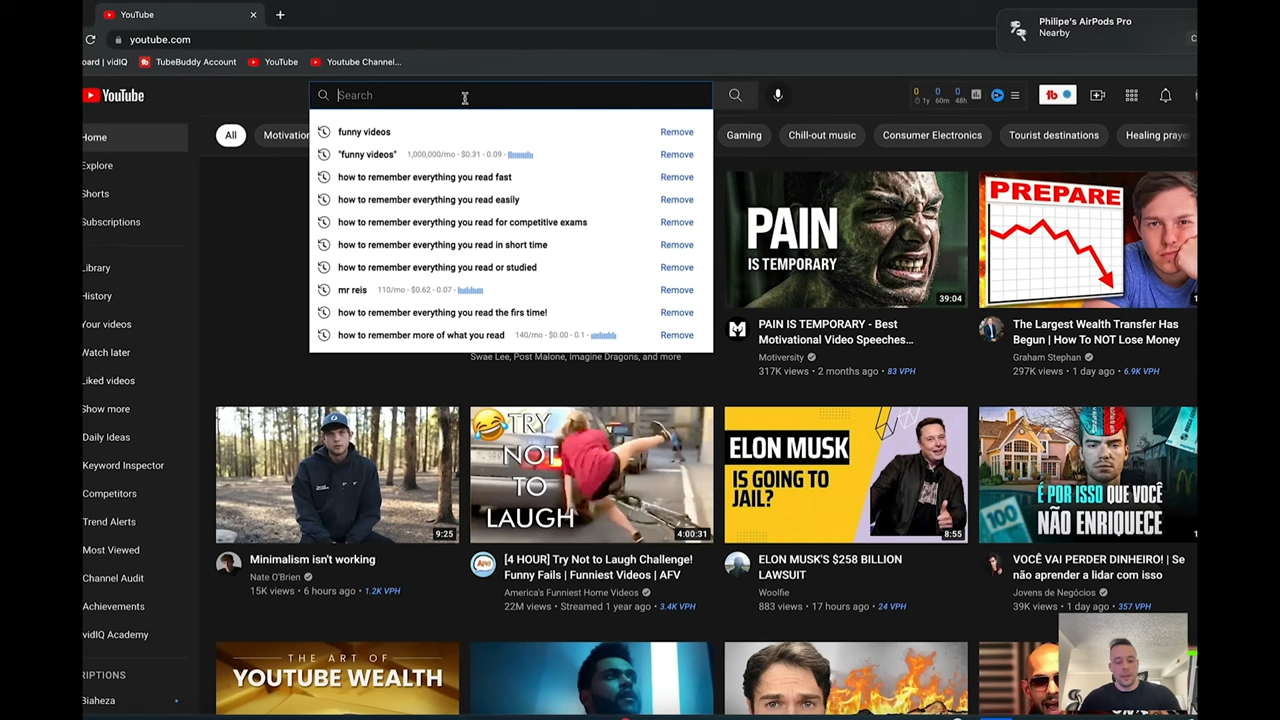 YouTube
Philipe's AirPods Pro
Nearby
youtube.com
oard | vidIQ
TubeBuddy Account
YouTube
Youtube Channel...
YouTube
Search
0 0 0
1y 60m 48h
Home
Explore
Shorts
Subscriptions
Library
History
Your videos
Watch later
Liked videos
Show more
Daily Ideas
Keyword Inspector
Competitors
Trend Alerts
Most Viewed
Channel Audit
Achievements
vidIQ Academy
RIPTIONS
Biaheza
All
Motivation
Gaming
Chill-out music
Consumer Electronics
Tourist destinations
Healing praye
funny videos Remove
"funny videos" 1,000,000/mo - $0.31 - 0.09 - Remove
how to remember everything you read fast Remove
how to remember everything you read easily Remove
how to remember everything you read for competitive exams Remove
how to remember everything you read in short time Remove
how to remember everything you read or studied Remove
mr reis 110/mo - $0.62 - 0.07 - Remove
how to remember everything you read the firs time! Remove
how to remember more of what you read 140/mo - $0.00 - 0.1 - Remove
Swae Lee, Post Malone, Imagine Dragons, and more
PAIN
IS TEMPORARY
39:04
PAIN IS TEMPORARY - Best
Motivational Video Speeches...
Motiversity
317K views • 2 months ago • 83 VPH
PREPARE
The Largest Wealth Transfer Has
Begun | How To NOT Lose Money
Graham Stephan
297K views • 1 day ago • 6.9K VPH
9:25
Minimalism isn't working
Nate O'Brien
15K views • 6 hours ago • 1.2K VPH
TRY
NOT
TO
LAUGH
4:00:31
[4 HOUR] Try Not to Laugh Challenge!
Funny Fails | Funniest Videos | AFV
America's Funniest Home Videos
22M views • Streamed 1 year ago • 3.4K VPH
ELON MUSK
IS GOING TO
JAIL?
8:55
ELON MUSK'S $258 BILLION
LAWSUIT
Woolfie
883 views • 17 hours ago • 24 VPH
100
É POR ISSO QUE VOCÊ
NÃO ENRIQUECE
VOCÊ VAI PERDER DINHEIRO! | Se
não aprender a lidar com isso
Jovens de Negócios
39K views • 1 day ago • 357 VPH
THE ART OF
YOUTUBE WEALTH